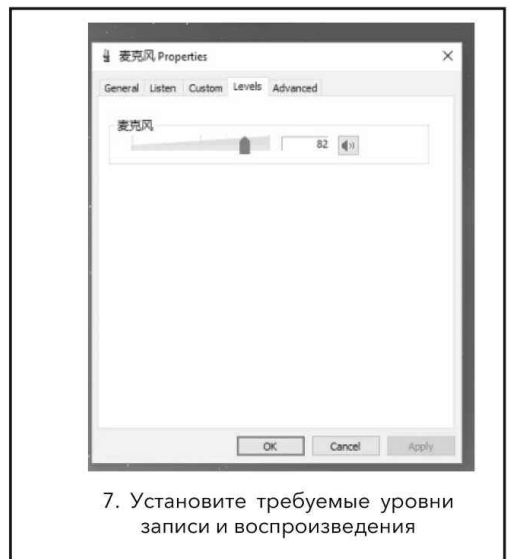 麦克风 Properties
General Listen Custom Levels Advanced
麦克风
82
OK Cancel Apply
7. Установите требуемые уровни
записи и воспроизведения